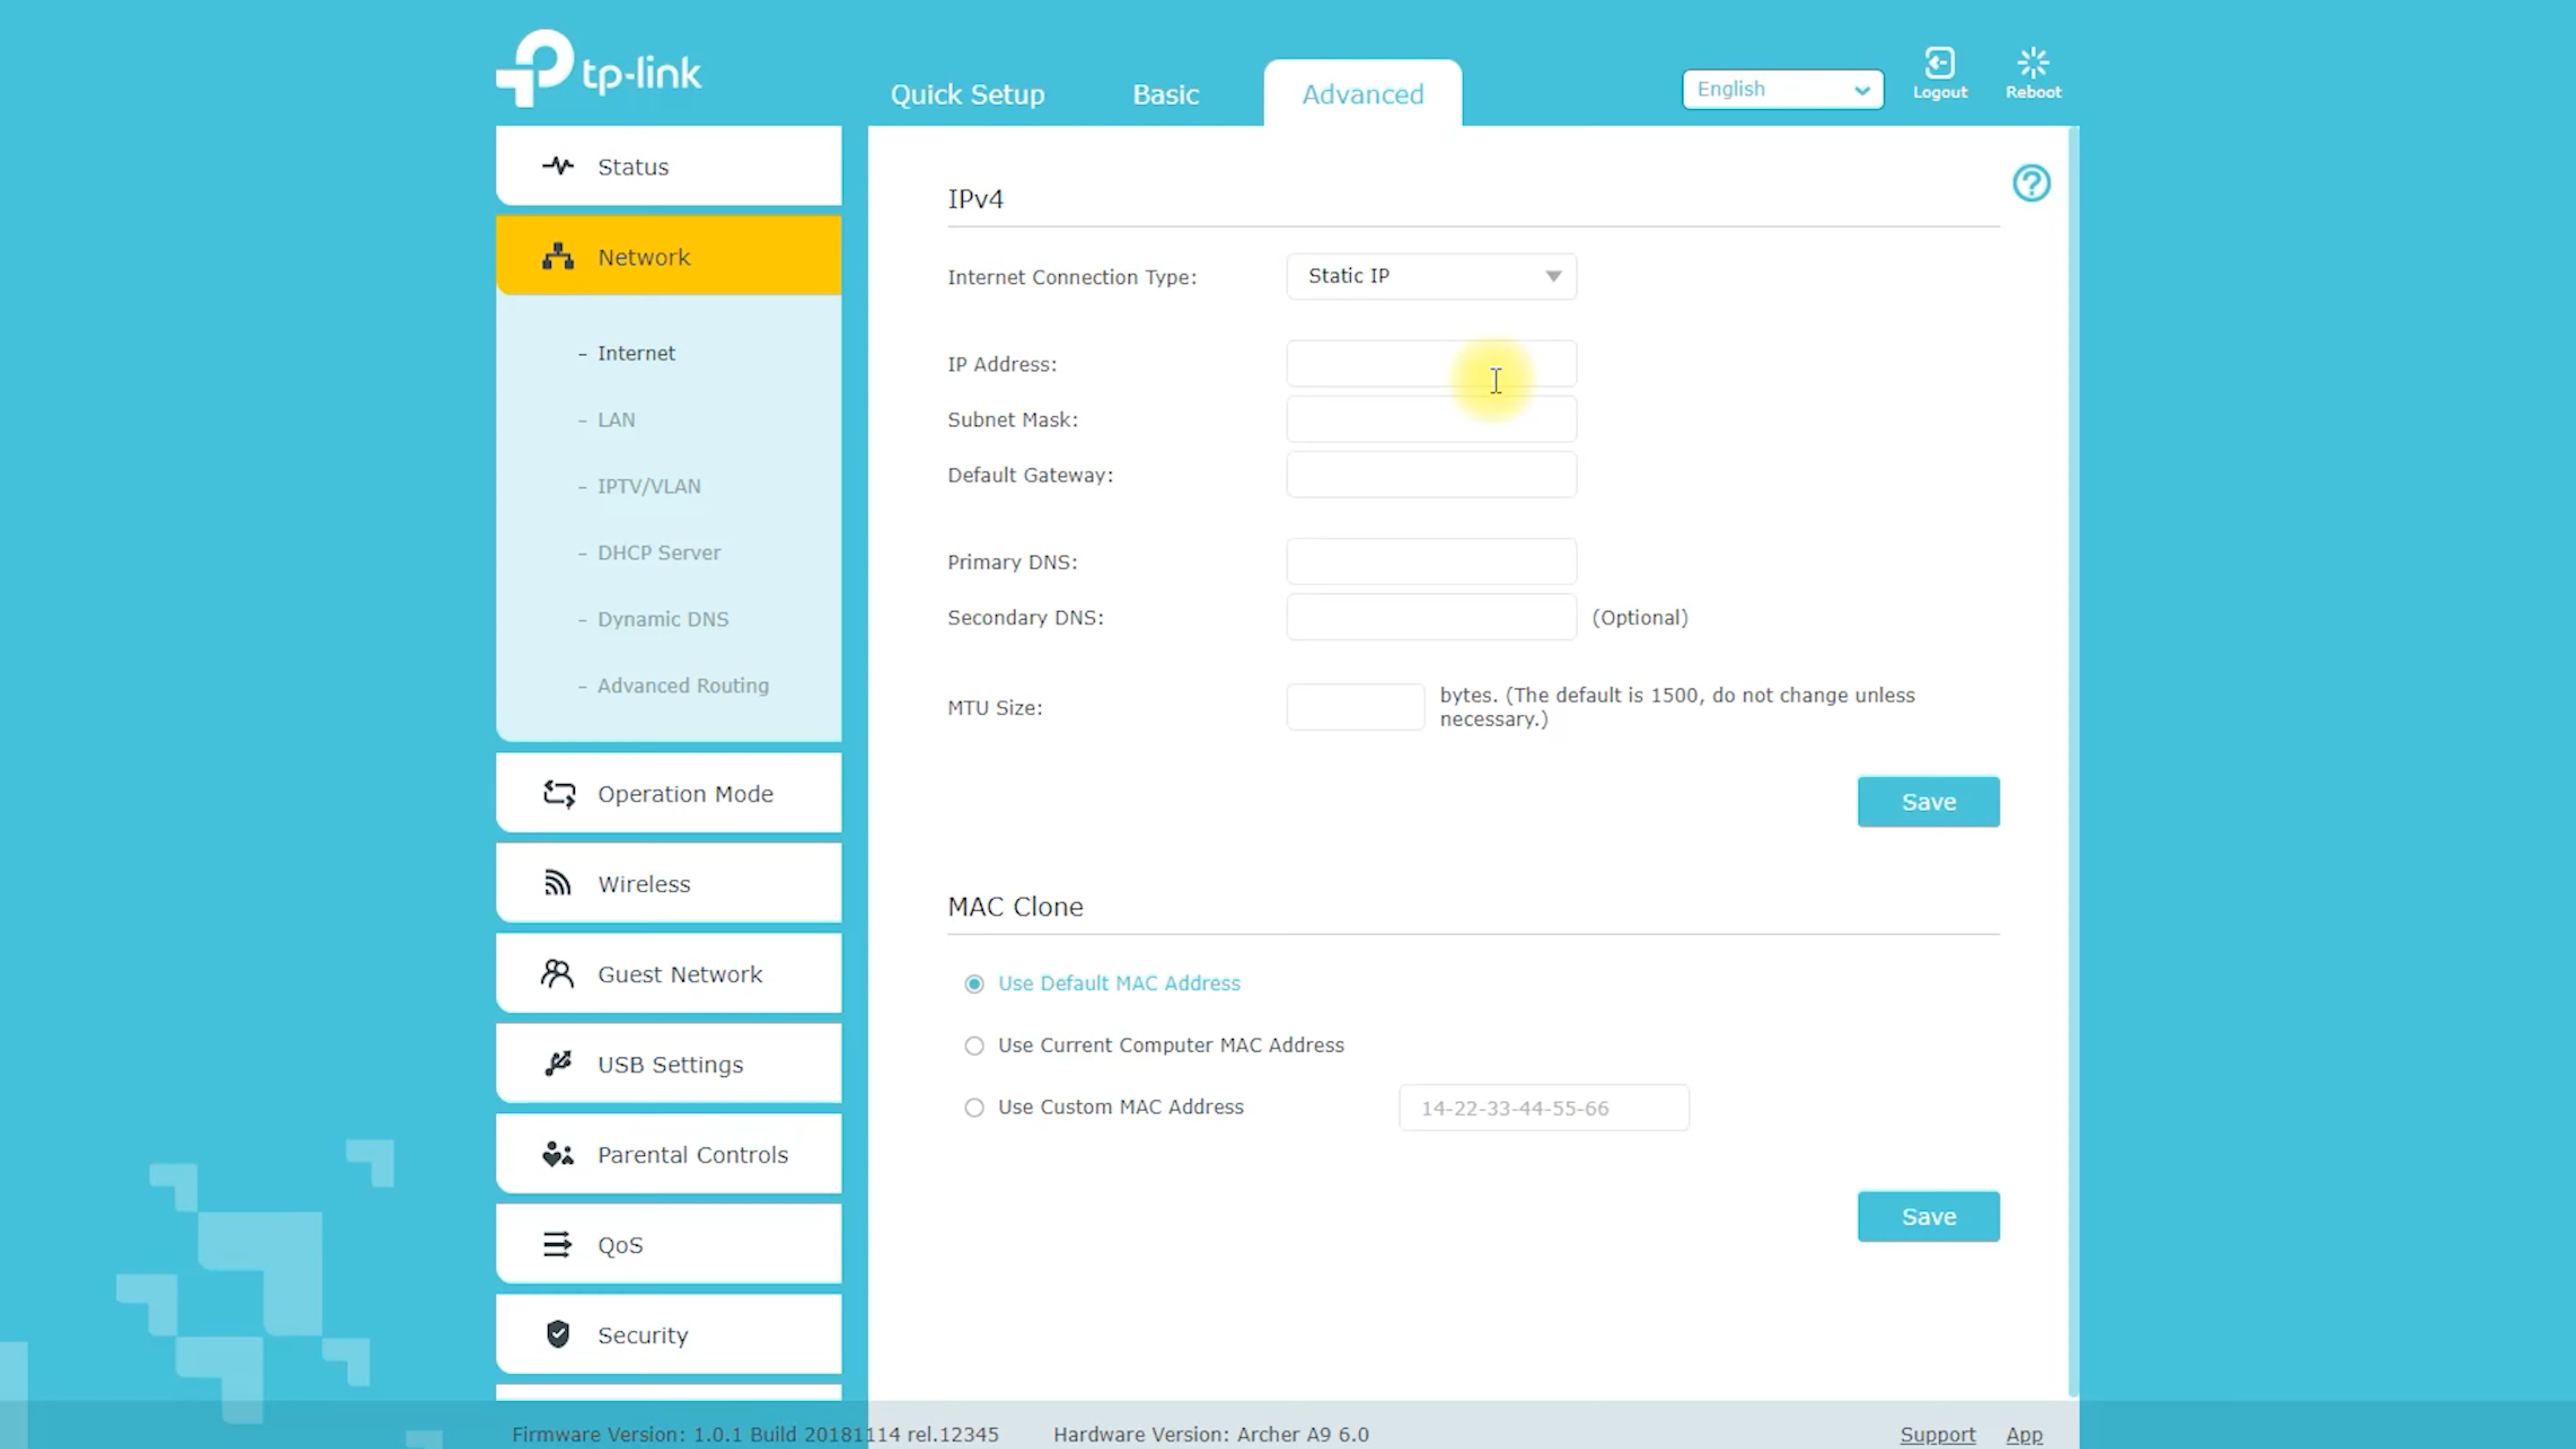 tp-link
Quick Setup
Basic
Advanced
English
Logout
Reboot
Status
Network
- Internet
- LAN
- IPTV/VLAN
- DHCP Server
- Dynamic DNS
- Advanced Routing
Operation Mode
Wireless
Guest Network
USB Settings
Parental Controls
QoS
Security
IPv4
Internet Connection Type: Static IP
IP Address:
Subnet Mask:
Default Gateway:
Primary DNS:
Secondary DNS: (Optional)
MTU Size: bytes. (The default is 1500, do not change unless
necessary.)
Save
MAC Clone
Use Default MAC Address
Use Current Computer MAC Address
Use Custom MAC Address 14-22-33-44-55-66
Save
Firmware Version: 1.0.1 Build 20181114 rel.12345 Hardware Version: Archer A9 6.0 Support App